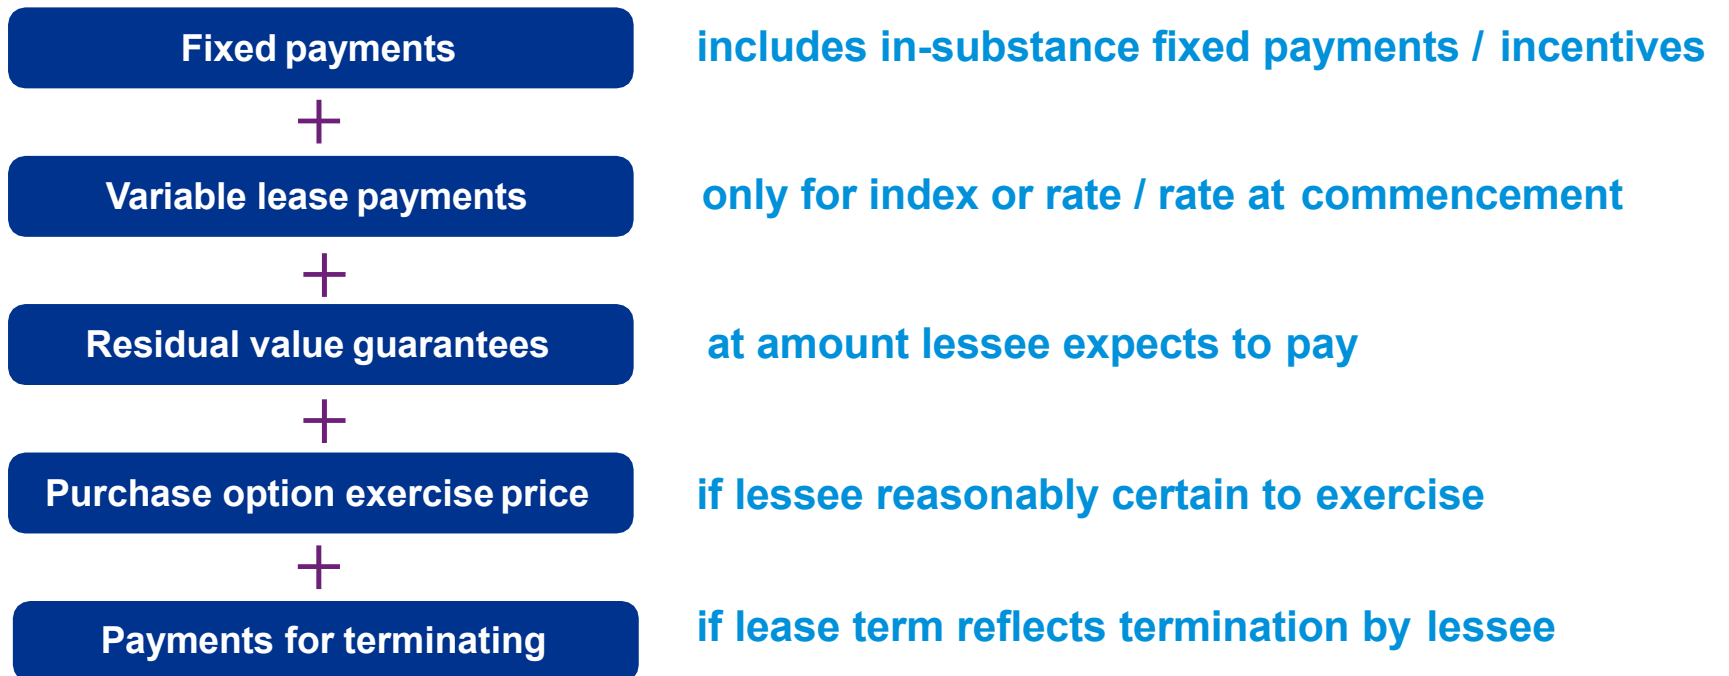 Fixed payments includes in-substance fixed payments / incentives
+
Variable lease payments only for index or rate / rate at commencement
+
Residual value guarantees at amount lessee expects to pay
+
Purchase option exercise price if lessee reasonably certain to exercise
+
Payments for terminating if lease term reflects termination by lessee